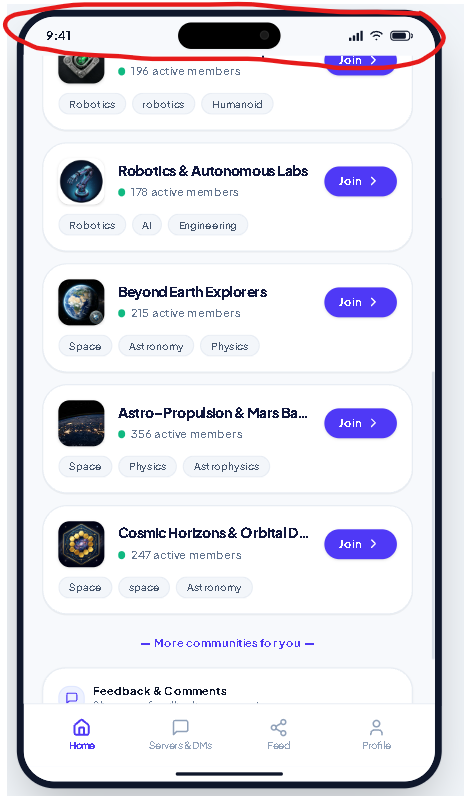 9:41
196 active members
Join
Robotics robotics Humanoid
Robotics & Autonomous Labs
178 active members
Join
Robotics AI Engineering
Beyond Earth Explorers
215 active members
Join
Space Astronomy Physics
Astro-Propulsion & Mars Ba...
356 active members
Join
Space Physics Astrophysics
Cosmic Horizons & Orbital D...
247 active members
Join
Space space Astronomy
— More communities for you —
Feedback & Comments
Home Servers & DMs Feed Profile